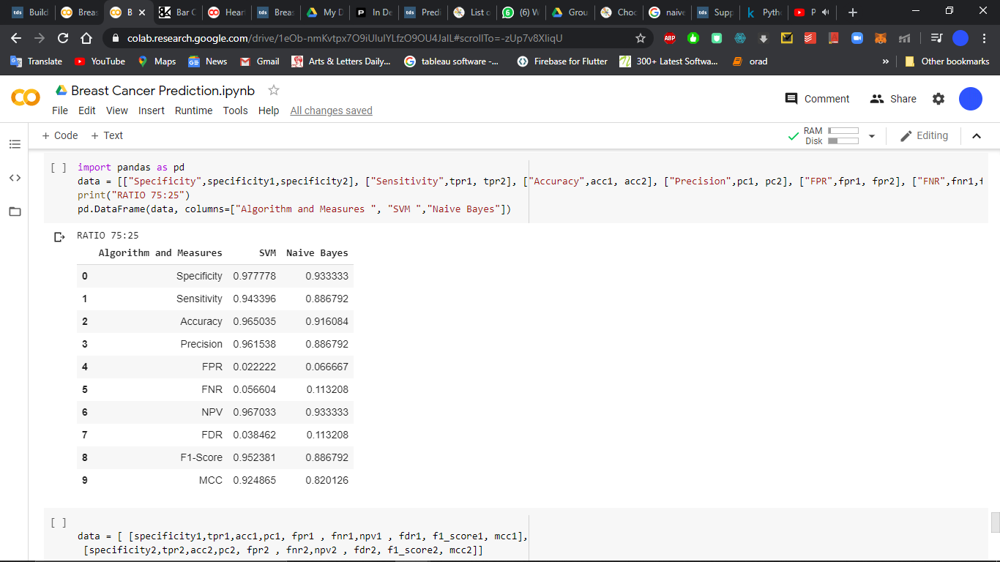 Build
Breas
B
Bar C
Hear
Breas
My D
In De
Predi
List o
(6) W
Grou
Choc
naive
Supp
Pyth
P
colab.research.google.com/drive/1eOb-nmKvtpx7O9iUIuIYLfzO9OU4JalL#scrollTo=-zUp7v8XIiqU
Translate YouTube Maps News Gmail Arts & Letters Daily... tableau software -... Firebase for Flutter 300+ Latest Softwa... orad » Other bookmarks
Breast Cancer Prediction.ipynb
File Edit View Insert Runtime Tools Help All changes saved
Comment Share
+ Code + Text
RAM
Disk
Editing
[ ] import pandas as pd
data = [["Specificity",specificity1,specificity2], ["Sensitivity",tpr1, tpr2], ["Accuracy",acc1, acc2], ["Precision",pc1, pc2], ["FPR",fpr1, fpr2], ["FNR",fnr1,f
print("RATIO 75:25")
pd.DataFrame(data, columns=["Algorithm and Measures ", "SVM ","Naive Bayes"])
RATIO 75:25
Algorithm and Measures SVM Naive Bayes
0 Specificity 0.977778 0.933333
1 Sensitivity 0.943396 0.886792
2 Accuracy 0.965035 0.916084
3 Precision 0.961538 0.886792
4 FPR 0.022222 0.066667
5 FNR 0.056604 0.113208
6 NPV 0.967033 0.933333
7 FDR 0.038462 0.113208
8 F1-Score 0.952381 0.886792
9 MCC 0.924865 0.820126
[ ]
data = [ [specificity1,tpr1,acc1,pc1, fpr1 , fnr1,npv1 , fdr1, f1_score1, mcc1],
[specificity2,tpr2,acc2,pc2, fpr2 , fnr2,npv2 , fdr2, f1_score2, mcc2]]